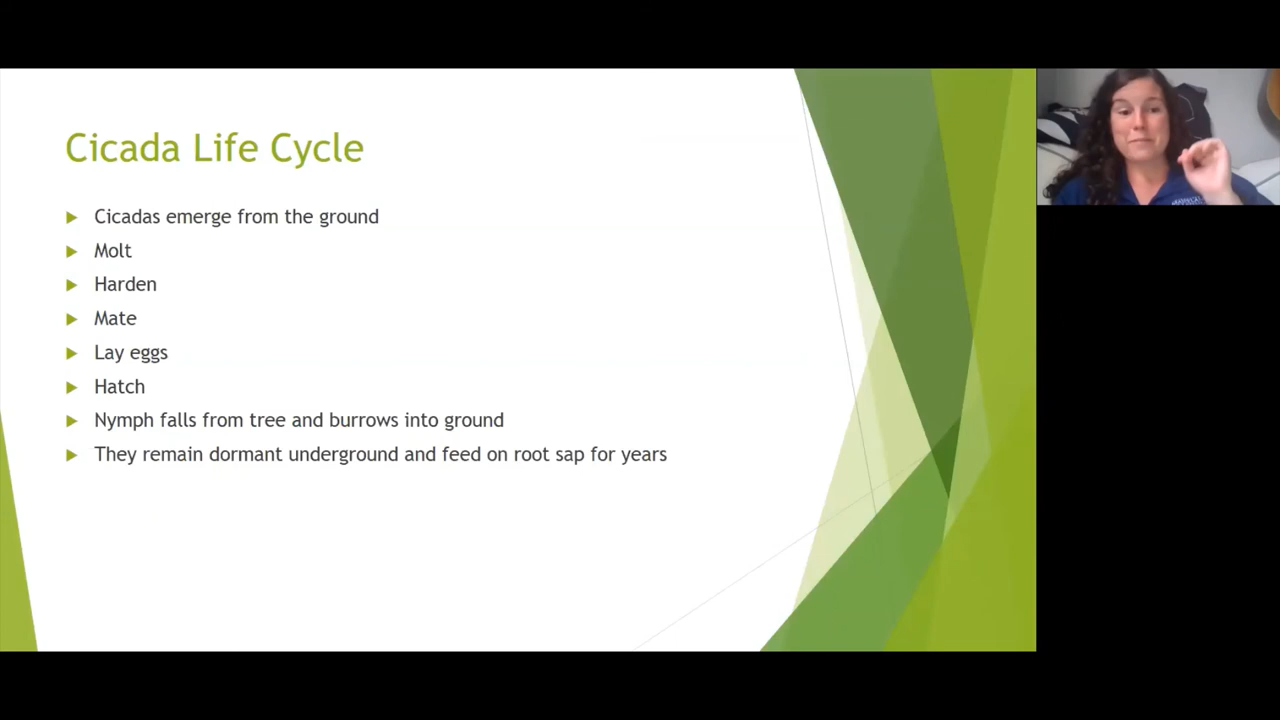 Cicada Life Cycle
Cicadas emerge from the ground
Molt
Harden
Mate
Lay eggs
Hatch
Nymph falls from tree and burrows into ground
They remain dormant underground and feed on root sap for years